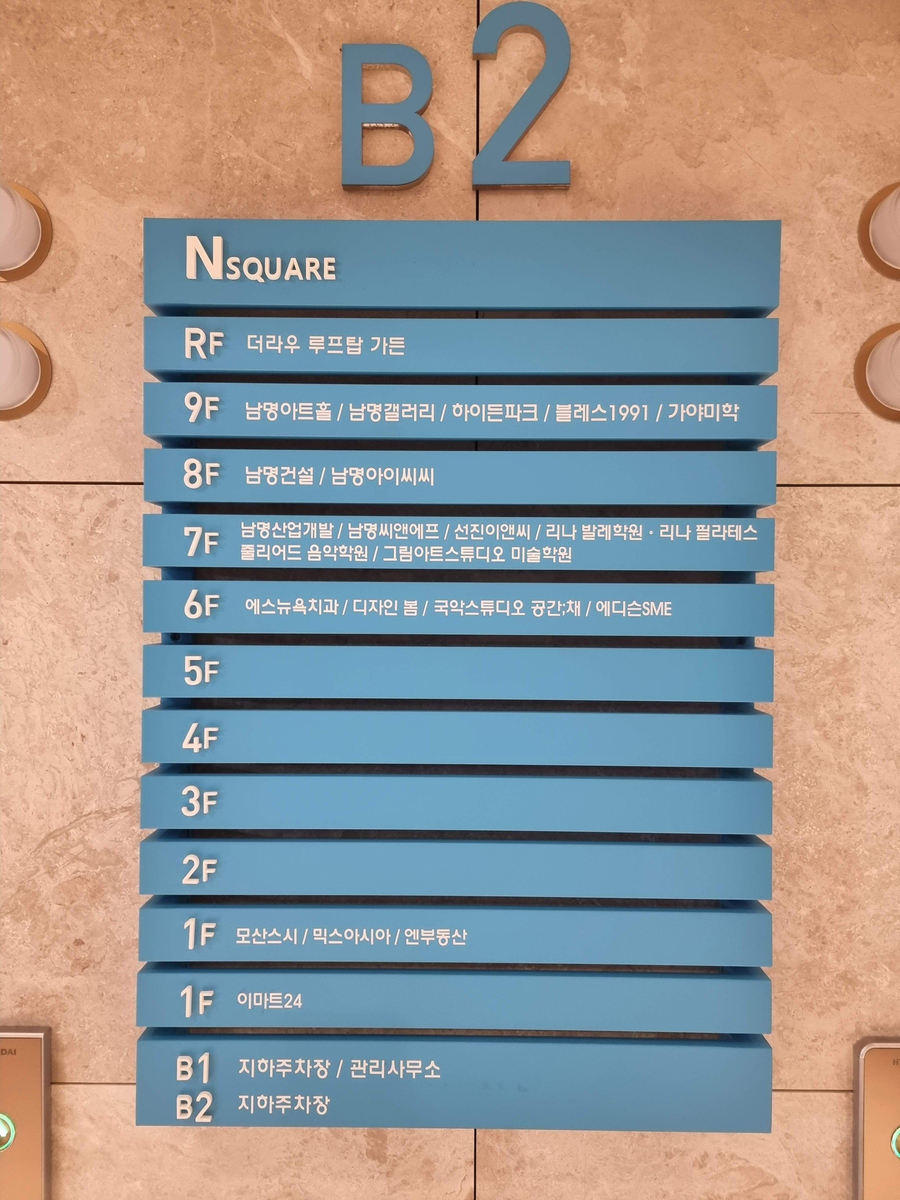 B2
NSQUARE
RF 더라우 루프탑 가든
9F 남명아트홀 / 남명갤러리 / 하이든파크 / 블레스1991 / 가야미학
8F 남명건설 / 남명아이씨씨
7F 남명산업개발 / 남명씨앤에프 / 선진이앤씨 / 리나 발레학원 · 리나 필라테스
줄리어드 음악학원 / 그림아트스튜디오 미술학원
6F 에스뉴욕치과 / 디자인 봄 / 국악스튜디오 공간;채 / 에디슨SME
5F
4F
3F
2F
1F 모산스시 / 믹스아시아 / 엔부동산
1F 이마트24
B1 지하주차장 / 관리사무소
B2 지하주차장